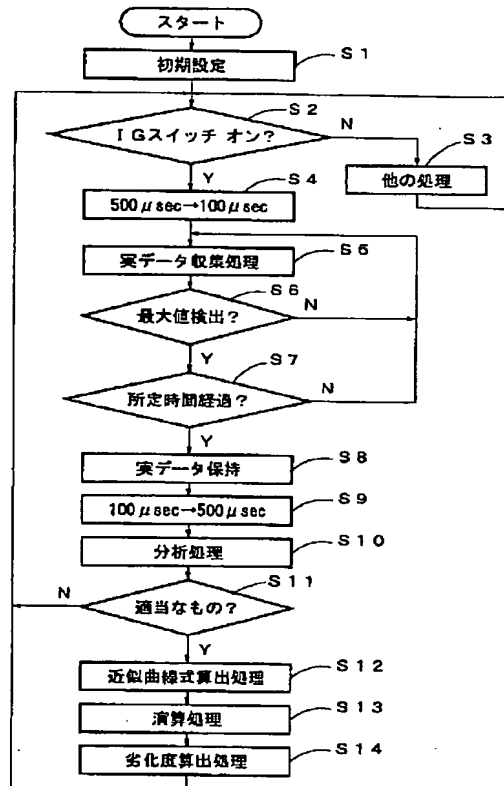 スタート
S1
初期設定
S2
IGスイッチ オン?
N
S3
Y
S4
他の処理
500μsec→100μsec
S5
実データ収集処理
S6
最大値検出?
N
Y
S7
所定時間経過?
N
Y
S8
実データ保持
S9
100μsec→500μsec
S10
分析処理
S11
N
適当なもの?
Y
S12
近似曲線式算出処理
S13
演算処理
S14
劣化度算出処理